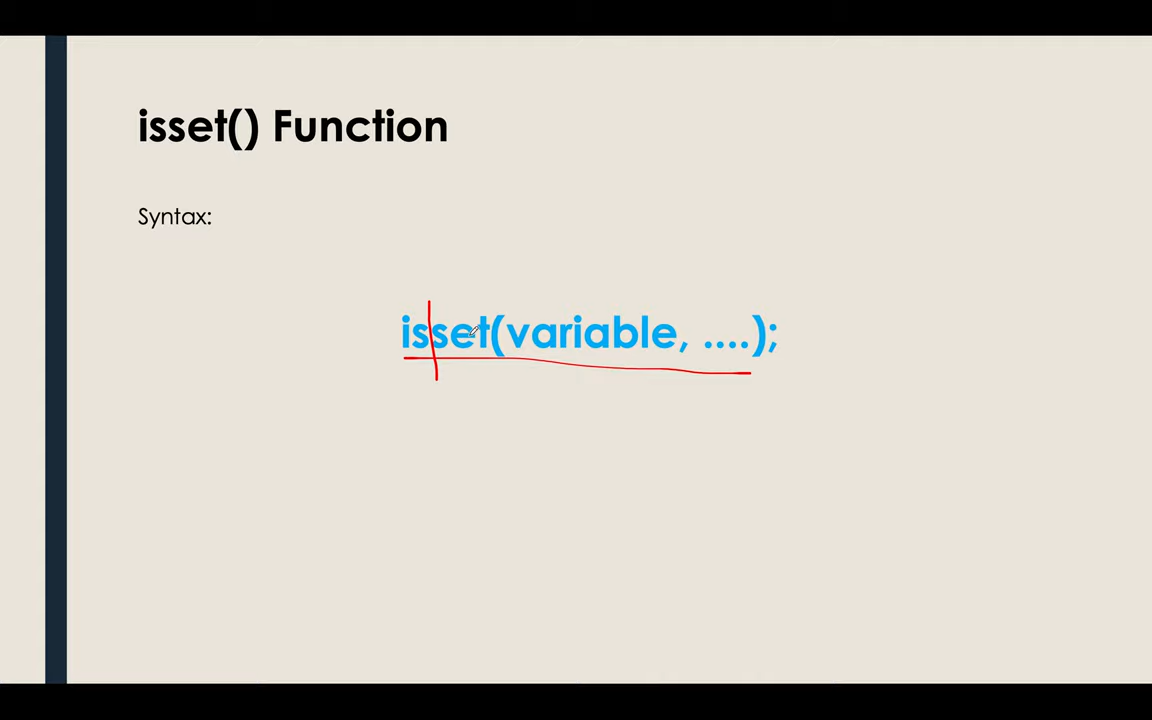 isset() Function
Syntax:
isset(variable, ....);